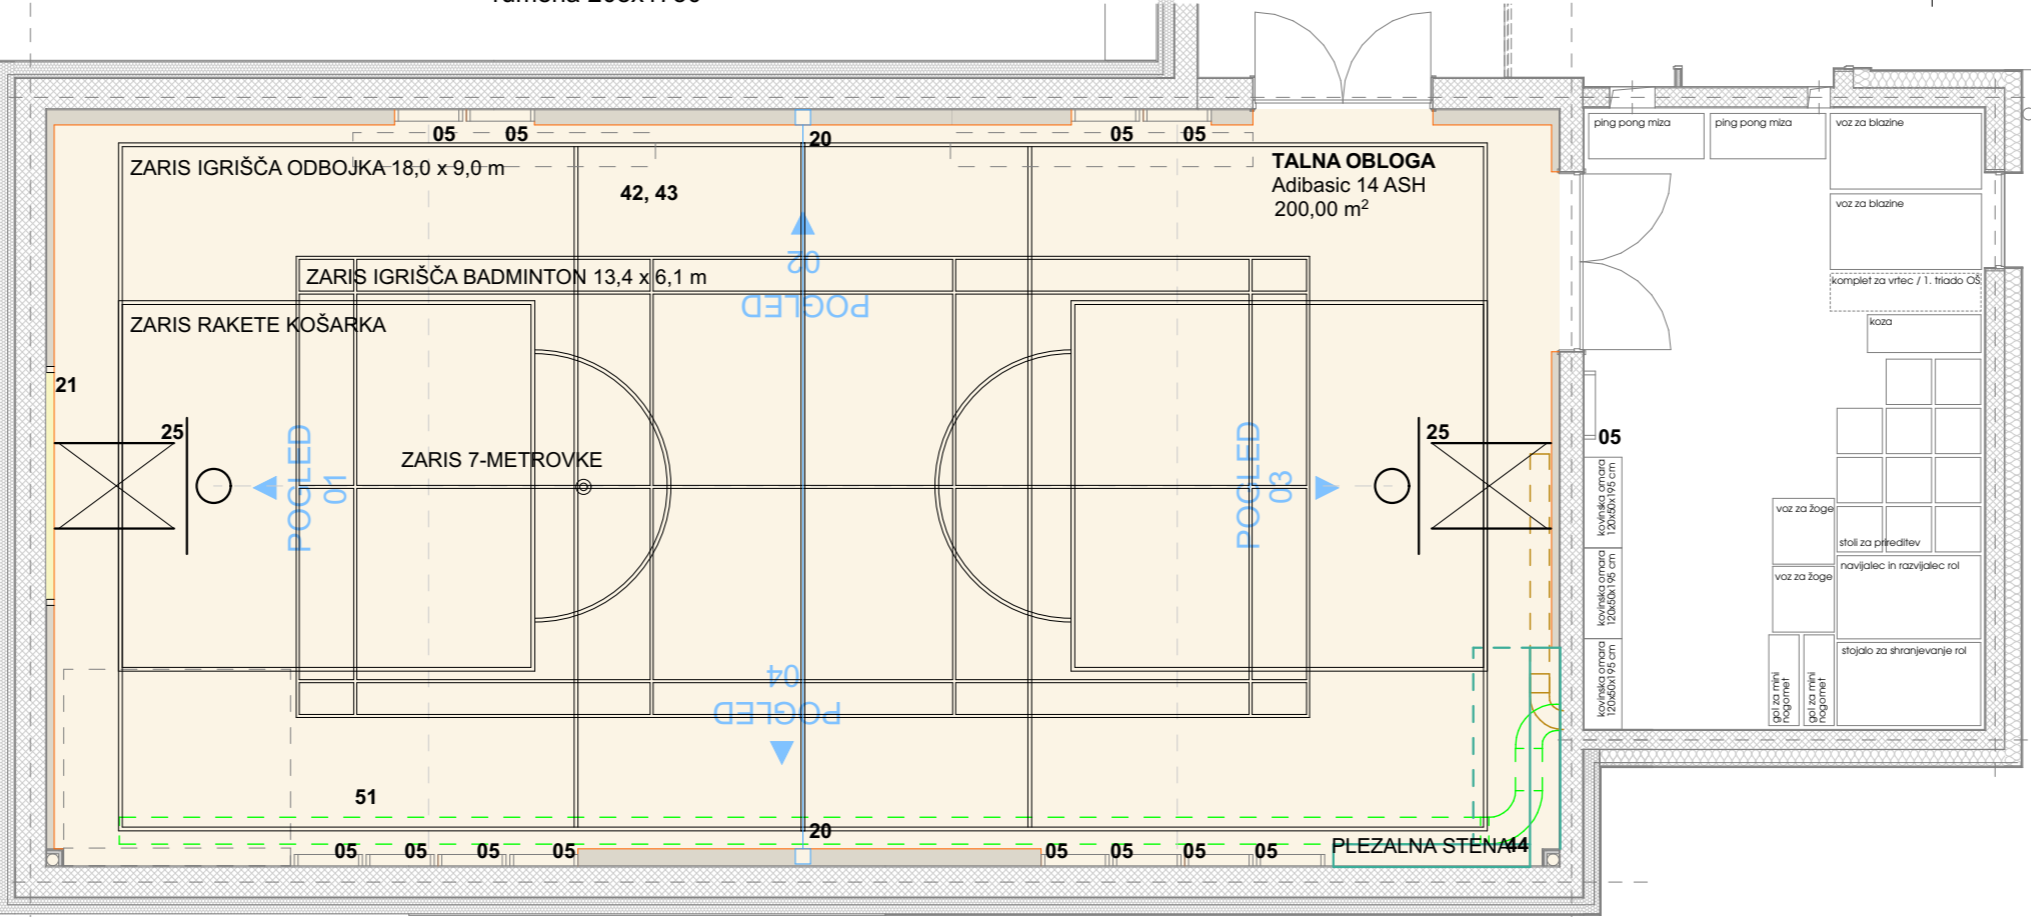 05
05
20
05
05
ZARIS IGRIŠČA ODBOJKA 18,0 x 9,0 m
42, 43
TALNA OBLOGA
Adibasic 14 ASH
200,00 m²
ping pong miza
ping pong miza
voz za blazine
voz za blazine
POGLED
02
ZARIS IGRIŠČA BADMINTON 13,4 x 6,1 m
komplet za vrtec / 1. triado OŠ
koza
ZARIS RAKETE KOŠARKA
21
25
25
05
ZARIS 7-METROVKE
POGLED
01
POGLED
03
kovinska omara
120x50x195 cm
kovinska omara
120x50x195 cm
kovinska omara
120x50x195 cm
voz za žoge
stoli za prireditev
navijalec in razvijalec rol
voz za žoge
stojalo za shranjevanje rol
gol za mini
nogomet
gol za mini
nogomet
POGLED
04
51
20
05
05
05
05
05
05
05
05
PLEZALNA STENA
44